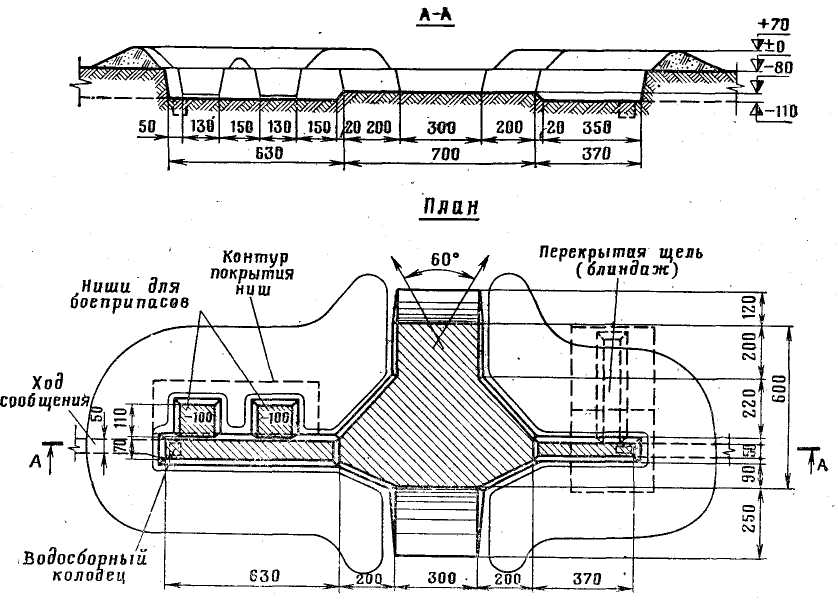 А-А
+70
±0
-80
-110
50 130 150 130 150 20 200 300 200 20 350
630 700 370
План
Контур
покрытия
ниш
Ниши для
боеприпасов
60°
Перекрытая щель
(блиндаж)
120
200
220
50
90
250
600
Ход
сообщения
50
110
70
-100 -100
А А
Водосборный
колодец
630 200 300 200 370